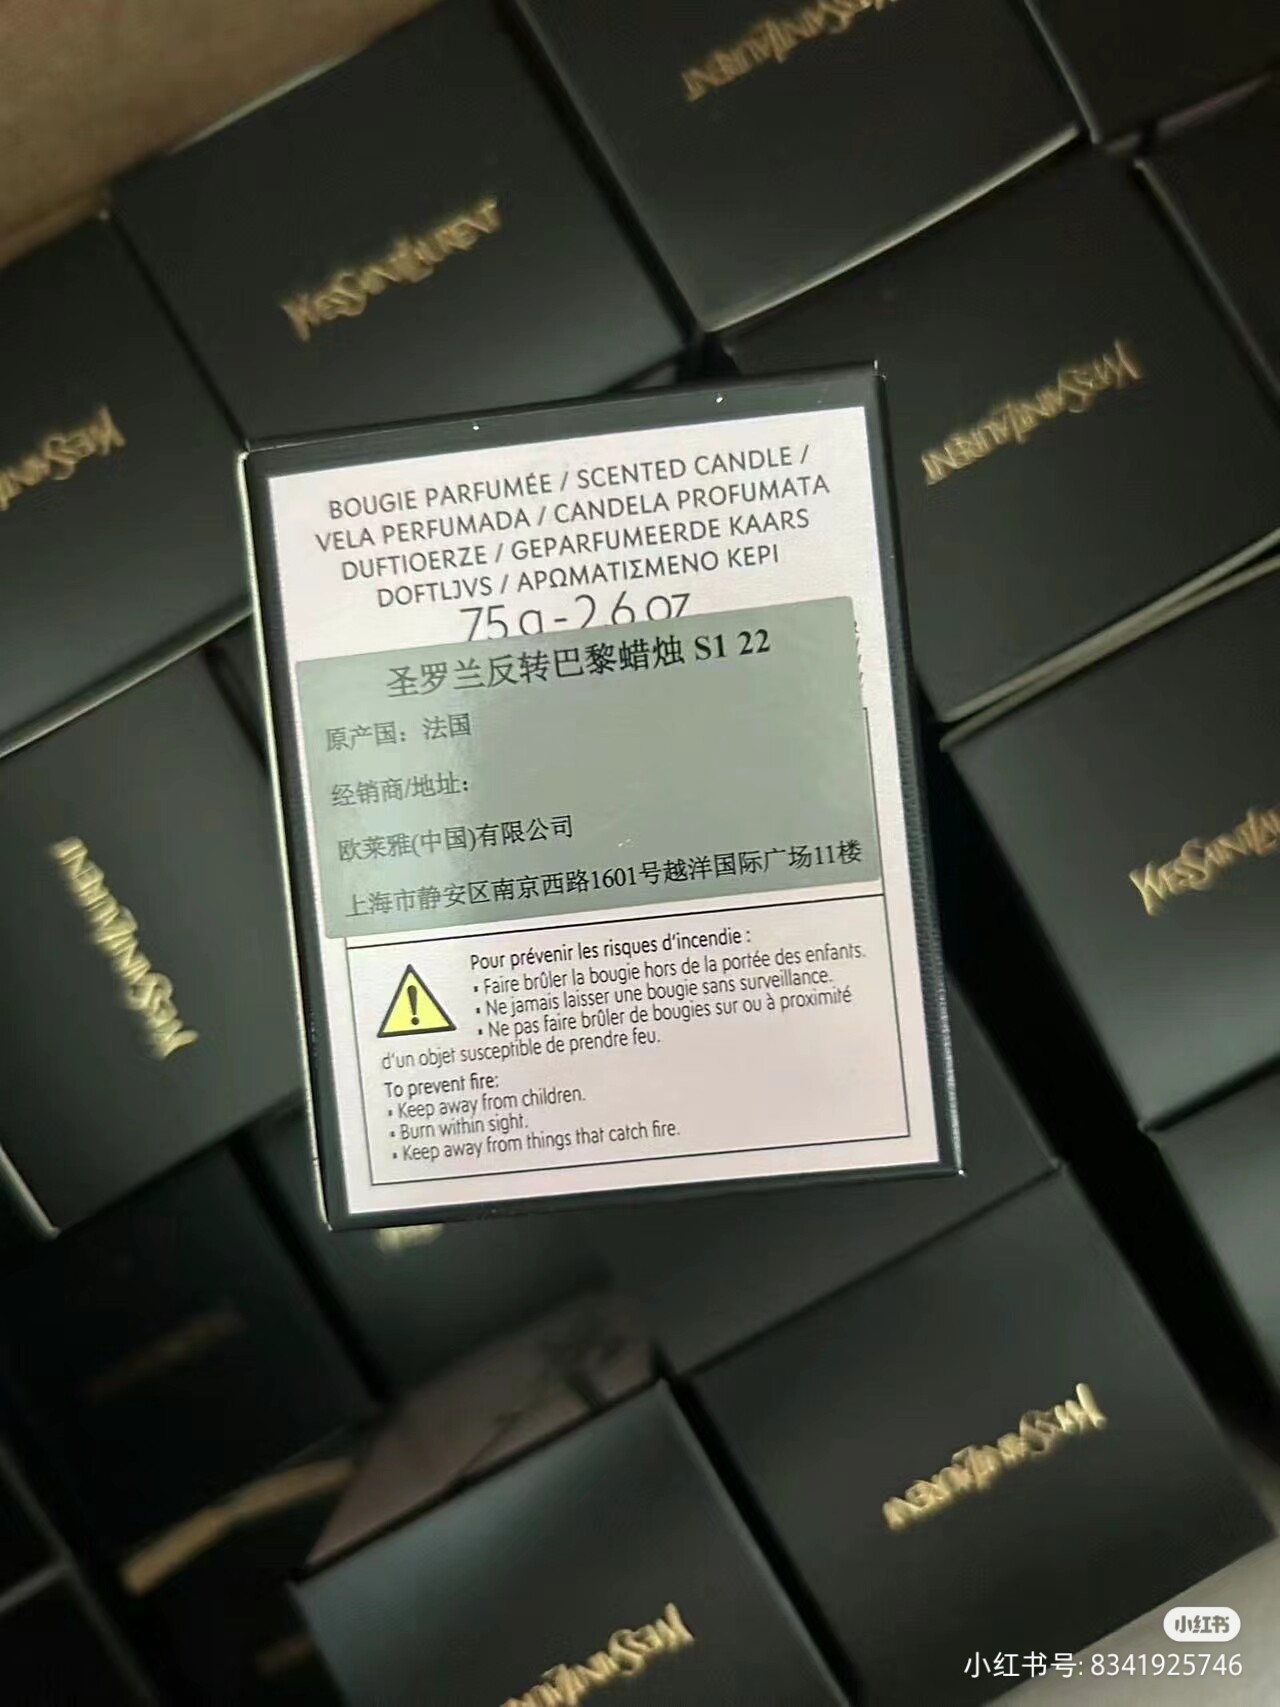 YVESSAINTLAURENT
YVESSAINTLAURENT
YVESSAINTLAURENT
BOUGIE PARFUMÉE / SCENTED CANDLE /
VELA PERFUMADA / CANDELA PROFUMATA
DUFTIOERZE / GEPARFUMEERDE KAARS
DOFTLJVS / ΑΡΩΜΑΤΙΣΜΕΝΟ ΚΕΡΙ
75 g - 2.6 oz
圣罗兰反转巴黎蜡烛 S1 22
原产国：法国
经销商/地址：
欧莱雅(中国)有限公司
上海市静安区南京西路1601号越洋国际广场11楼
Pour prévenir les risques d'incendie :
• Faire brûler la bougie hors de la portée des enfants.
• Ne jamais laisser une bougie sans surveillance.
• Ne pas faire brûler de bougies sur ou à proximité
d'un objet susceptible de prendre feu.
To prevent fire:
• Keep away from children.
• Burn within sight.
• Keep away from things that catch fire.
YVESSAINTLAURENT
YVESSAINTLAURENT
YVESSAINTLAURENT
小红书
小红书号: 8341925746